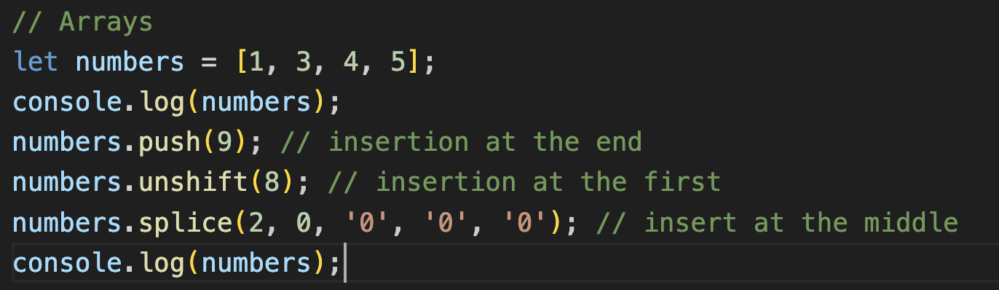 // Arrays
let numbers = [1, 3, 4, 5];
console.log(numbers);
numbers.push(9); // insertion at the end
numbers.unshift(8); // insertion at the first
numbers.splice(2, 0, '0', '0', '0'); // insert at the middle
console.log(numbers);